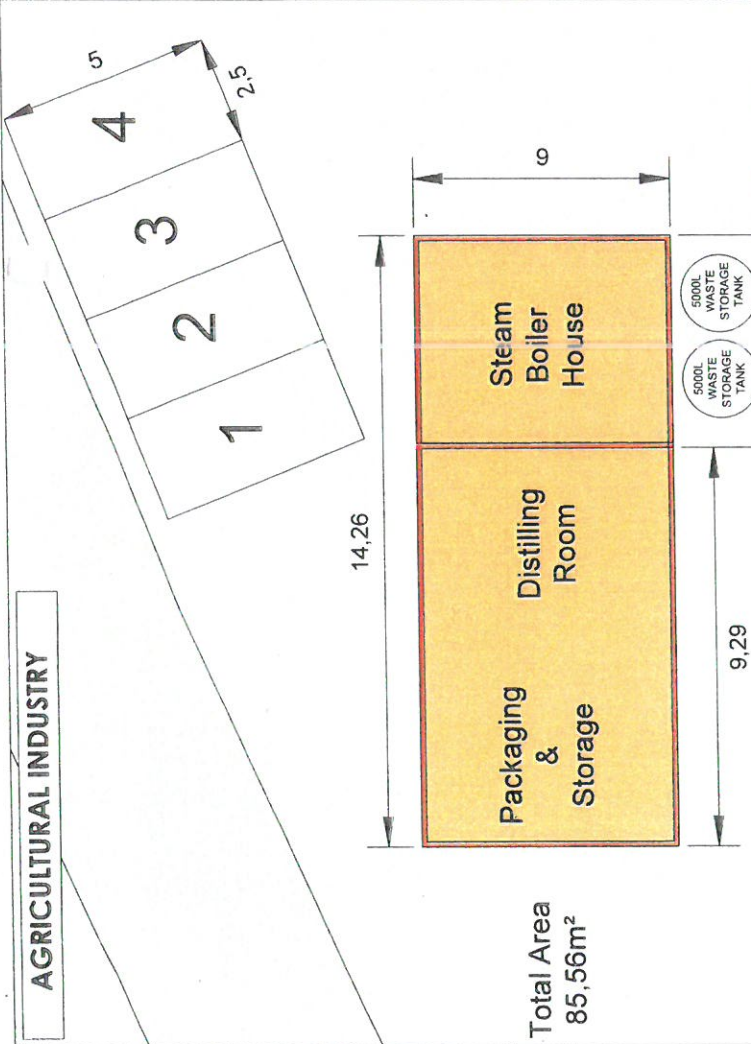 AGRICULTURAL INDUSTRY
5
2,5
1
2
3
4
14,26
6
Packaging
&
Storage
Distilling
Room
Steam
Boiler
House
5000L
WASTE
STORAGE
TANK
5000L
WASTE
STORAGE
TANK
9,29
Total Area
85,56m²